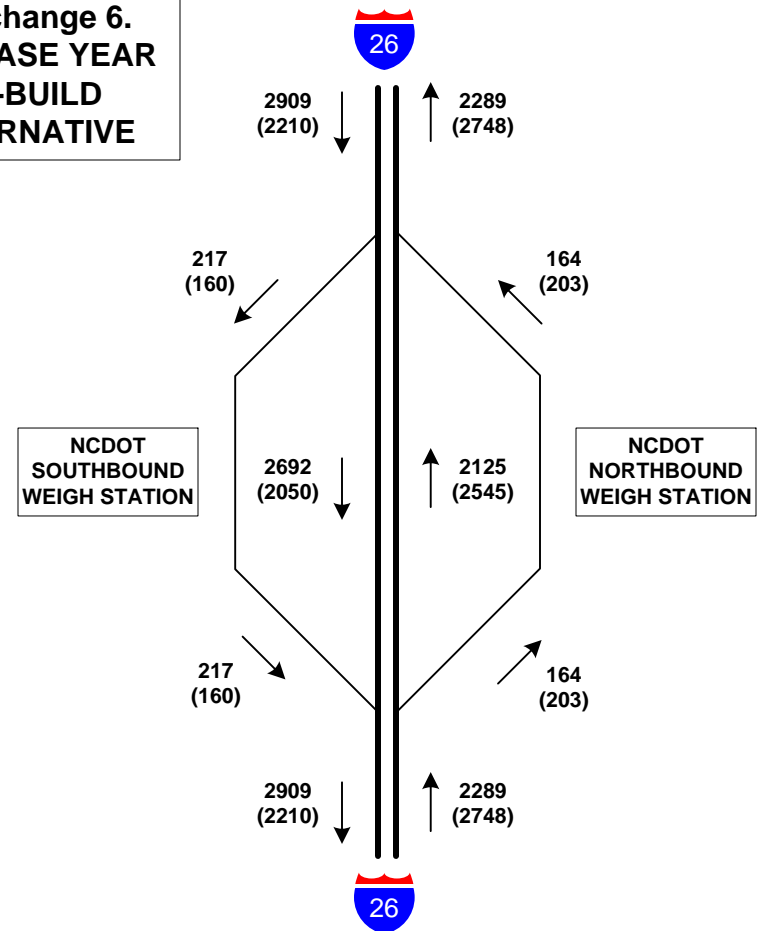 change 6.
ASE YEAR
-BUILD
RNATIVE
26
2909
(2210)
2289
(2748)
217
(160)
164
(203)
NCDOT
SOUTHBOUND
WEIGH STATION
2692
(2050)
2125
(2545)
NCDOT
NORTHBOUND
WEIGH STATION
217
(160)
164
(203)
2909
(2210)
2289
(2748)
26